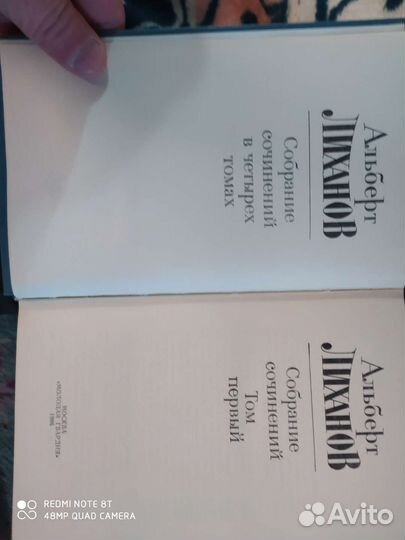 Альберт
ЛИХАНОВ
Собрание
сочинений
в четырех
томах
Альберт
ЛИХАНОВ
Собрание
сочинений
Том
первый
МОСКВА
«МОЛОДАЯ ГВАРДИЯ»
1986
REDMI NOTE 8T
48MP QUAD CAMERA
Avito